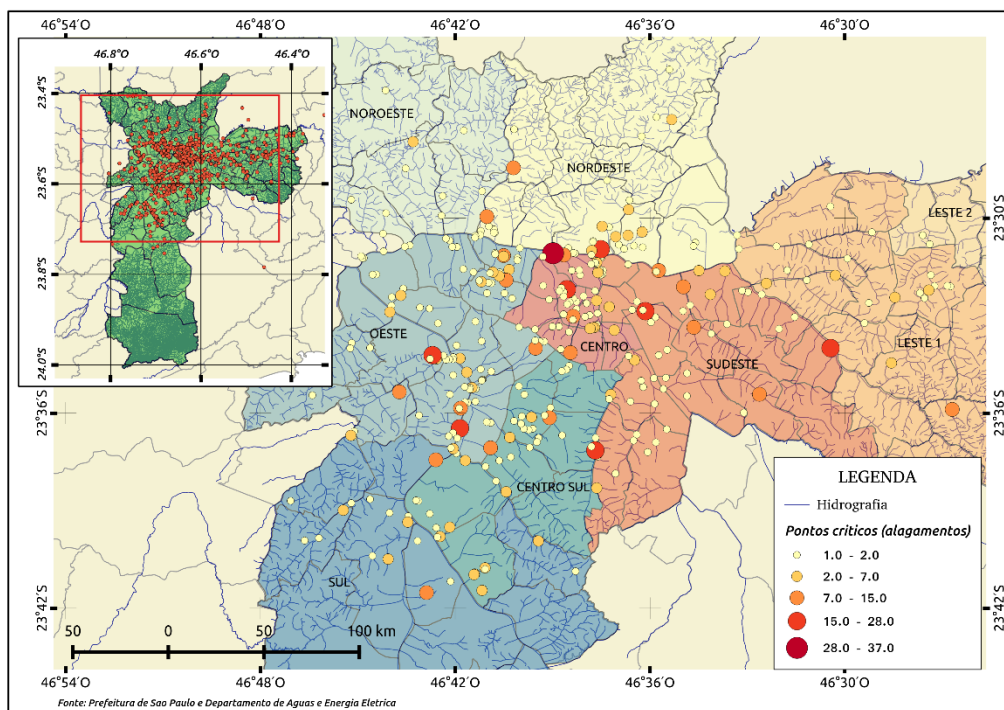 46°54'O 46°48'O 46°42'O 46°36'O 46°30'O
46.8°S 46.6°S 46.4°S
23.4°S
23.6°S
23.8°S
24.0°S
NOROESTE
NORDESTE
LESTE 2
23°30'S
OESTE
CENTRO
SUDESTE
LESTE 1
23°36'S 23°36'S
CENTRO SUL
SUL
LEGENDA
Hidrografia
Pontos criticos (alagamentos)
1.0 - 2.0
2.0 - 7.0
7.0 - 15.0
15.0 - 28.0
28.0 - 37.0
23°42'S 23°42'S
50 0 50 100 km
46°54'O 46°48'O 46°42'O 46°36'O 46°30'O
Fonte: Prefeitura de Sao Paulo e Departamento de Aguas e Energia Eletrica